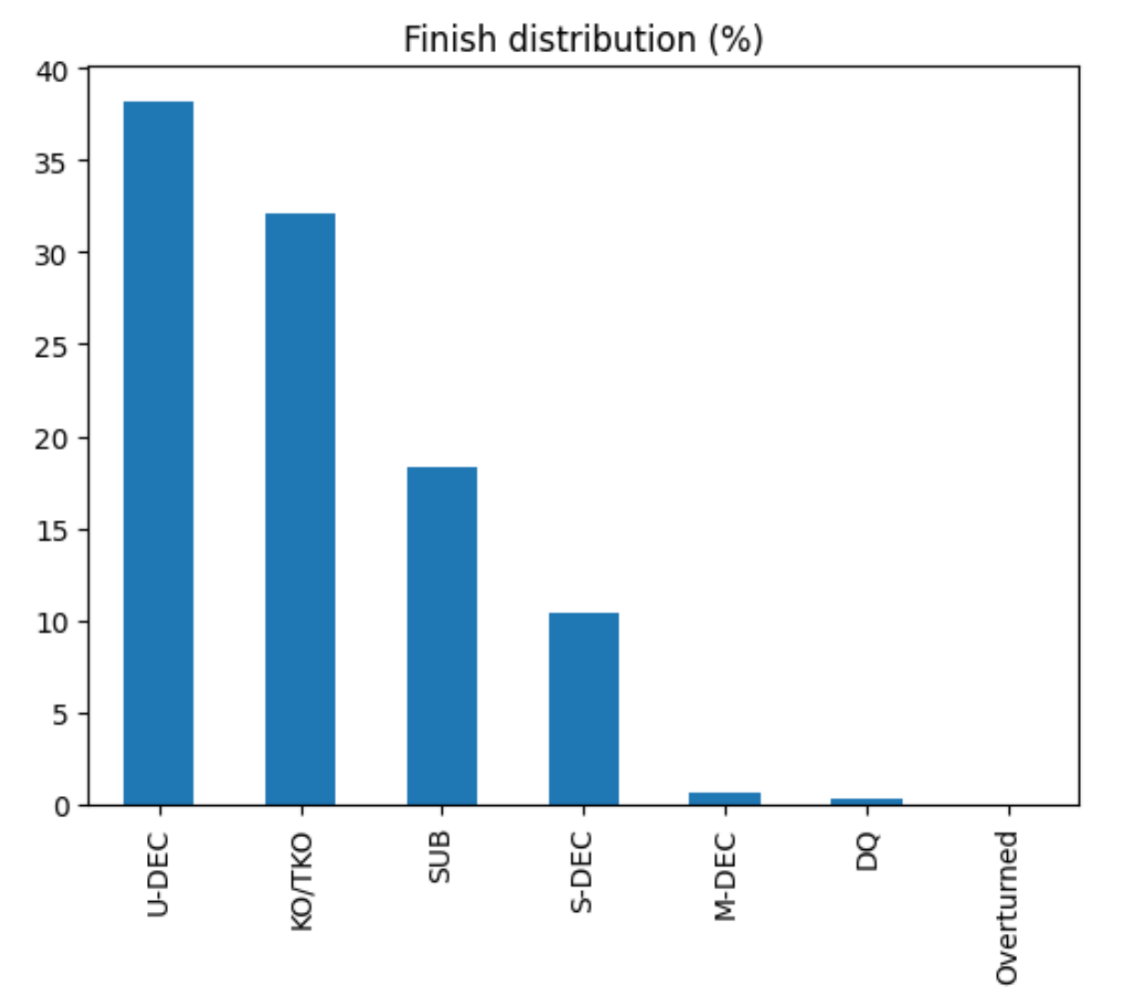 Finish distribution (%)
40
35
30
25
20
15
10
5
0
U-DEC
KO/TKO
SUB
S-DEC
M-DEC
DQ
Overturned